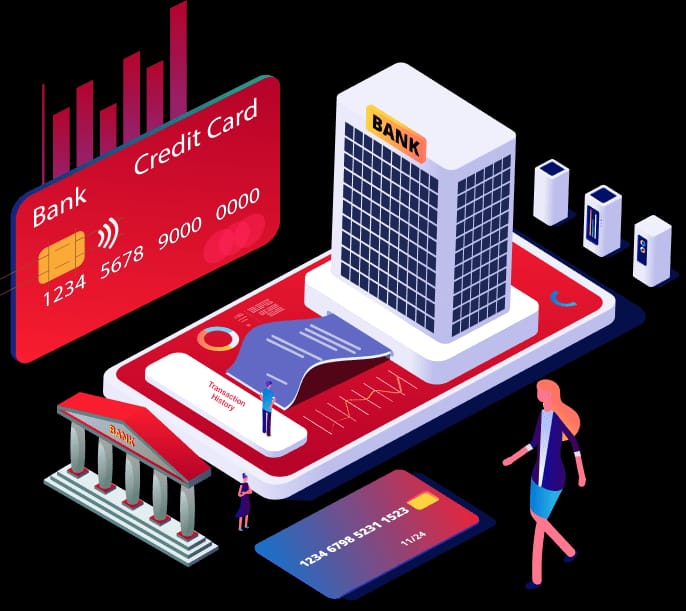 BANK
Credit Card
Bank
1234 5678 9000 0000
Transaction
History
BANK
1234 6798 5231 1523
11/24